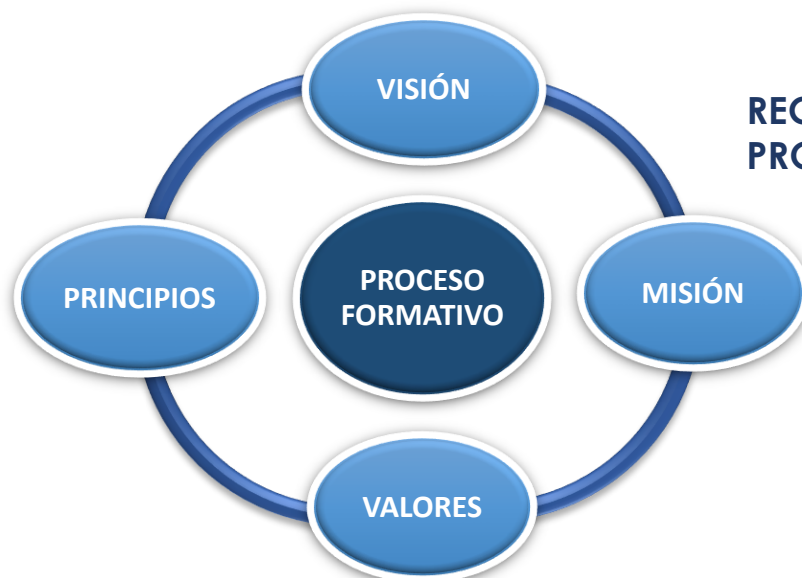 VISIÓN
PRINCIPIOS
PROCESO
FORMATIVO
MISIÓN
VALORES